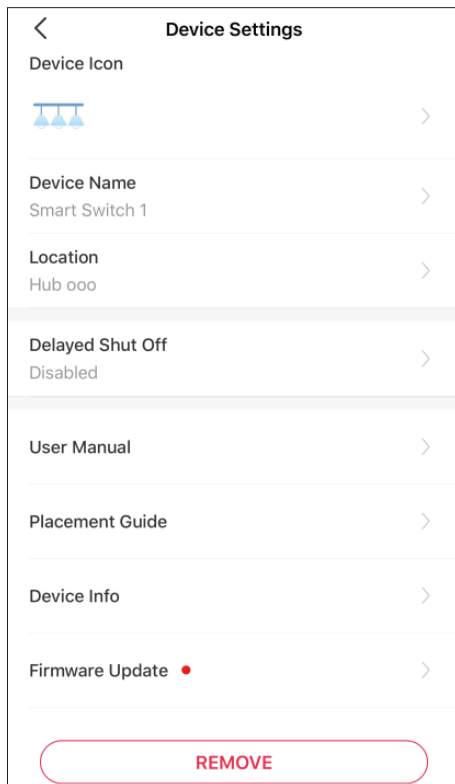 Device Settings
Device Icon
Device Name
Smart Switch 1
Location
Hub ooo
Delayed Shut Off
Disabled
User Manual
Placement Guide
Device Info
Firmware Update
REMOVE